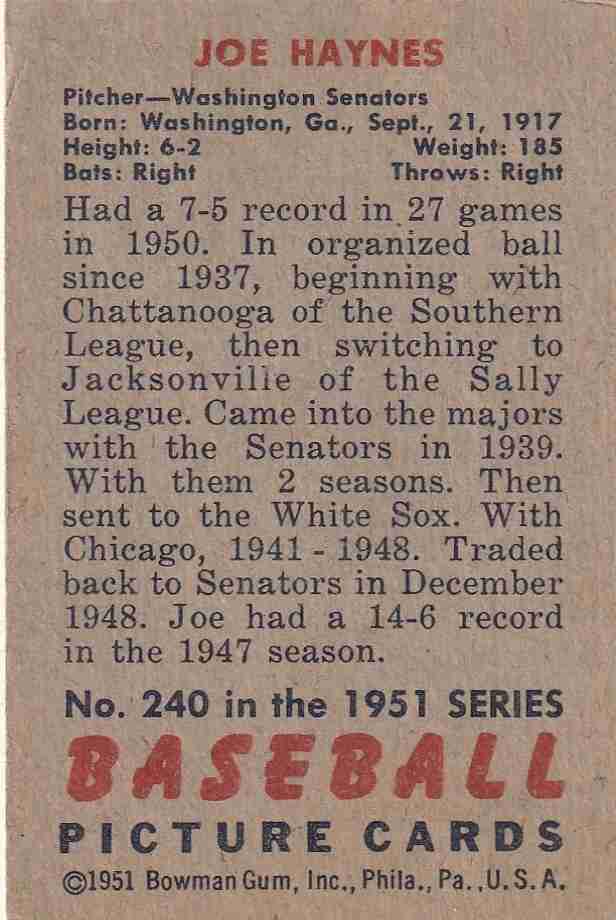 JOE HAYNES
Pitcher—Washington Senators
Born: Washington, Ga., Sept., 21, 1917
Height: 6-2 Weight: 185
Bats: Right Throws: Right
Had a 7-5 record in 27 games
in 1950. In organized ball
since 1937, beginning with
Chattanooga of the Southern
League, then switching to
Jacksonville of the Sally
League. Came into the majors
with the Senators in 1939.
With them 2 seasons. Then
sent to the White Sox. With
Chicago, 1941 - 1948. Traded
back to Senators in December
1948. Joe had a 14-6 record
in the 1947 season.
No. 240 in the 1951 SERIES
BASEBALL
PICTURE CARDS
©1951 Bowman Gum, Inc., Phila., Pa., U.S.A.